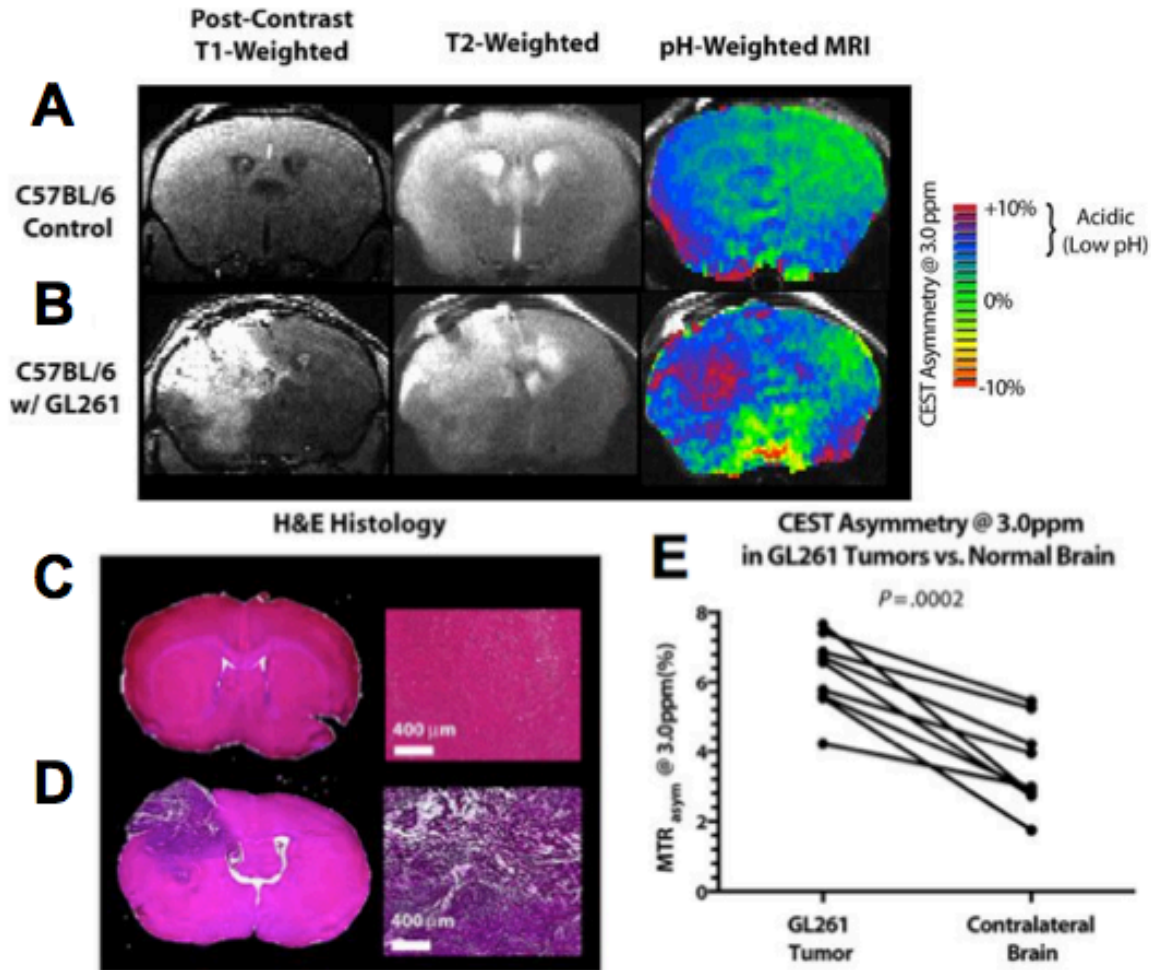 Post-Contrast
T1-Weighted
T2-Weighted
pH-Weighted MRI
A
C57BL/6
Control
B
C57BL/6
w/ GL261
CEST Asymmetry @ 3.0 ppm
+10%
0%
-10%
Acidic
(Low pH)
H&E Histology
C
400 μm
D
400 μm
E
CEST Asymmetry @ 3.0ppm
in GL261 Tumors vs. Normal Brain
P=.0002
MTRasym @ 3.0ppm(%)
8
6
4
2
0
GL261
Tumor
Contralateral
Brain